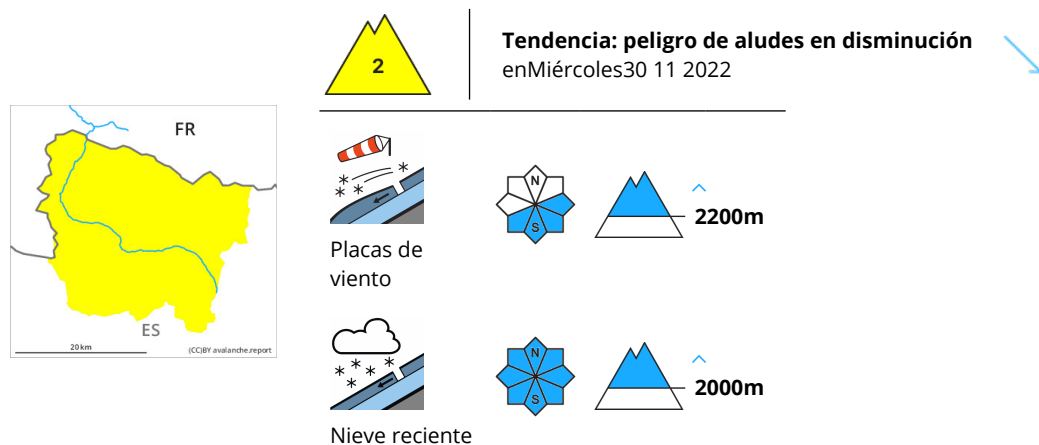 2
Tendencia: peligro de aludes en disminución
enMiércoles30 11 2022
FR
ES
20 km
(CC)BY avalanche.report
N
S
2200m
Placas de
viento
N
S
2000m
Nieve reciente